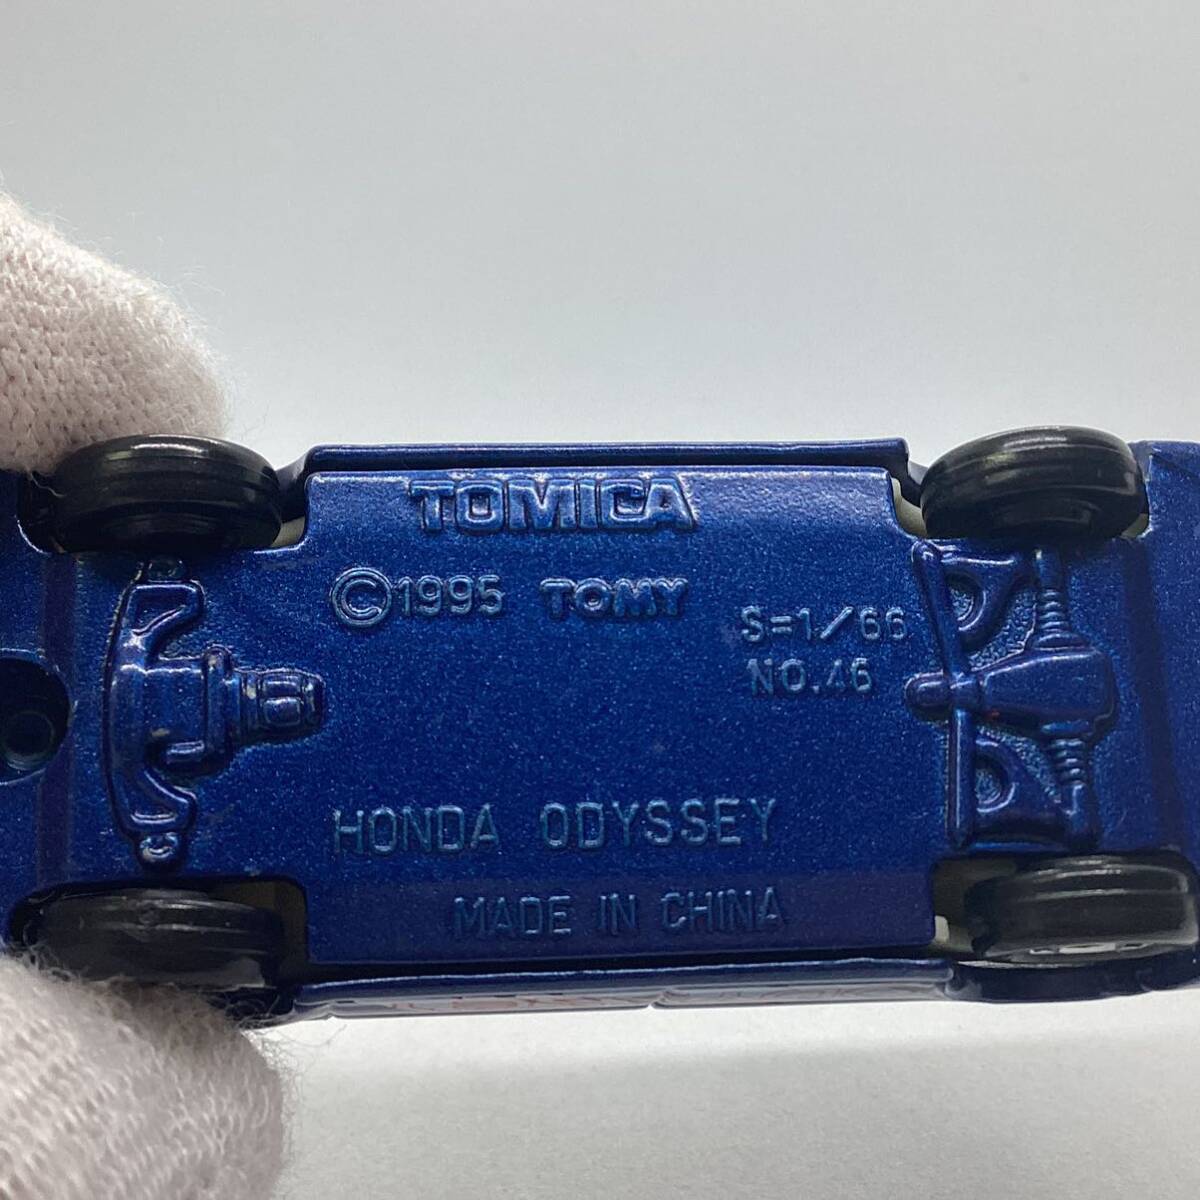 TOMICA
©1995 TOMY
S=1/66
NO.46
HONDA ODYSSEY
MADE IN CHINA